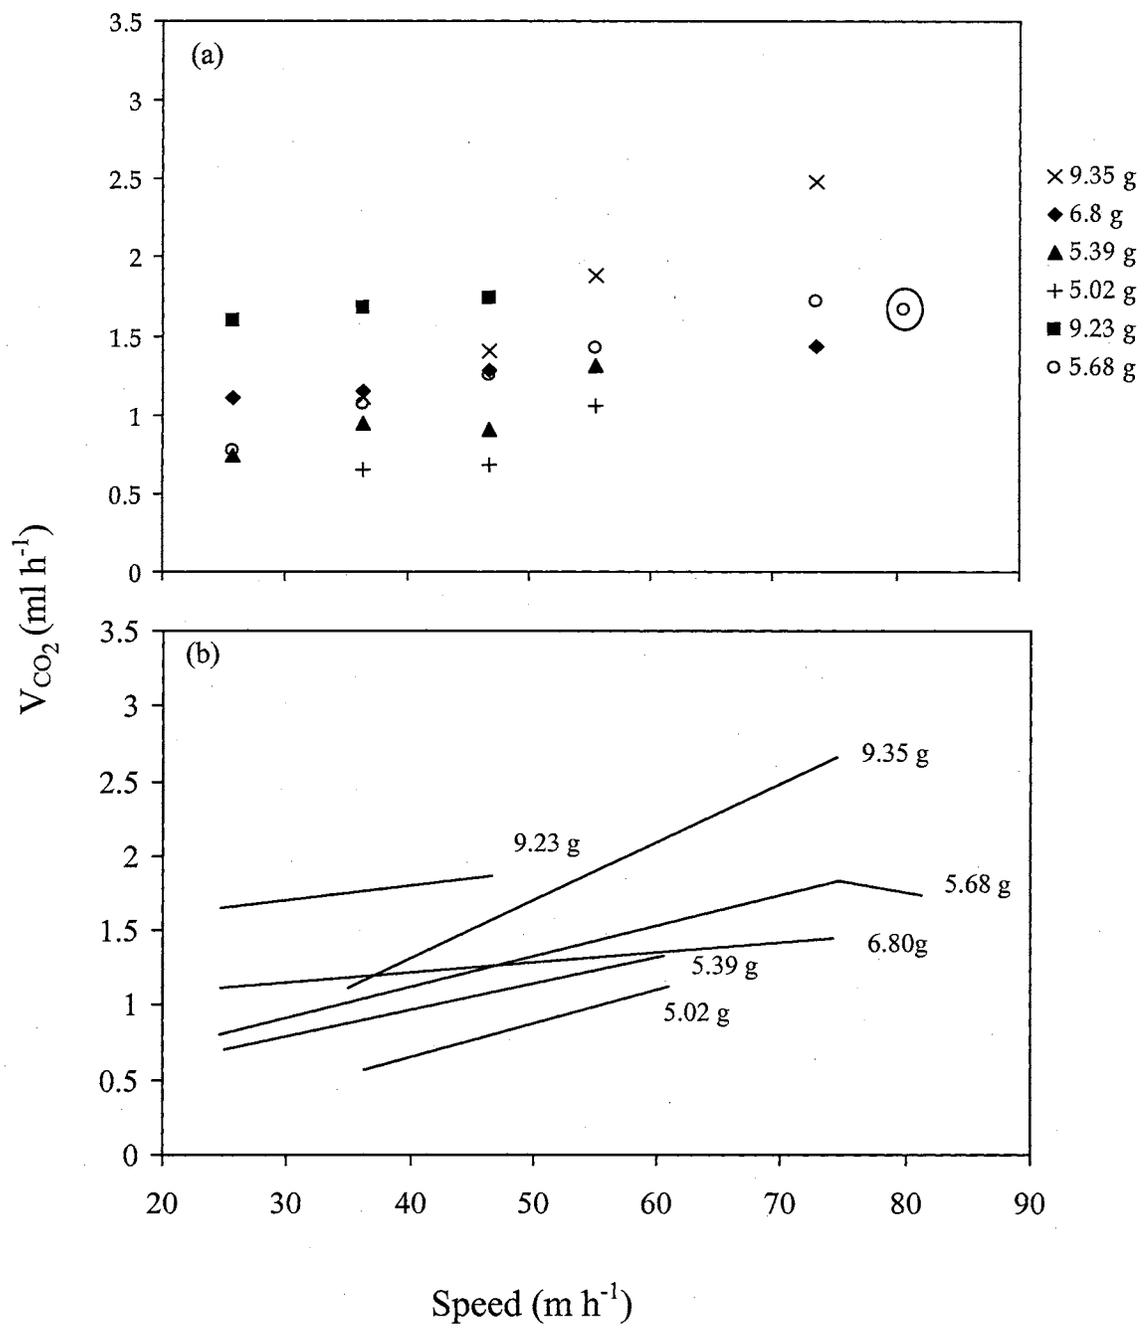 3.5
(a)
3
2.5
2
1.5
1
0.5
0
9.35 g
6.8 g
5.39 g
5.02 g
9.23 g
5.68 g
V_CO2 (ml h⁻¹)
3.5
(b)
3
2.5
2
1.5
1
0.5
0
9.35 g
9.23 g
5.68 g
6.80g
5.39 g
5.02 g
20 30 40 50 60 70 80 90
Speed (m h⁻¹)